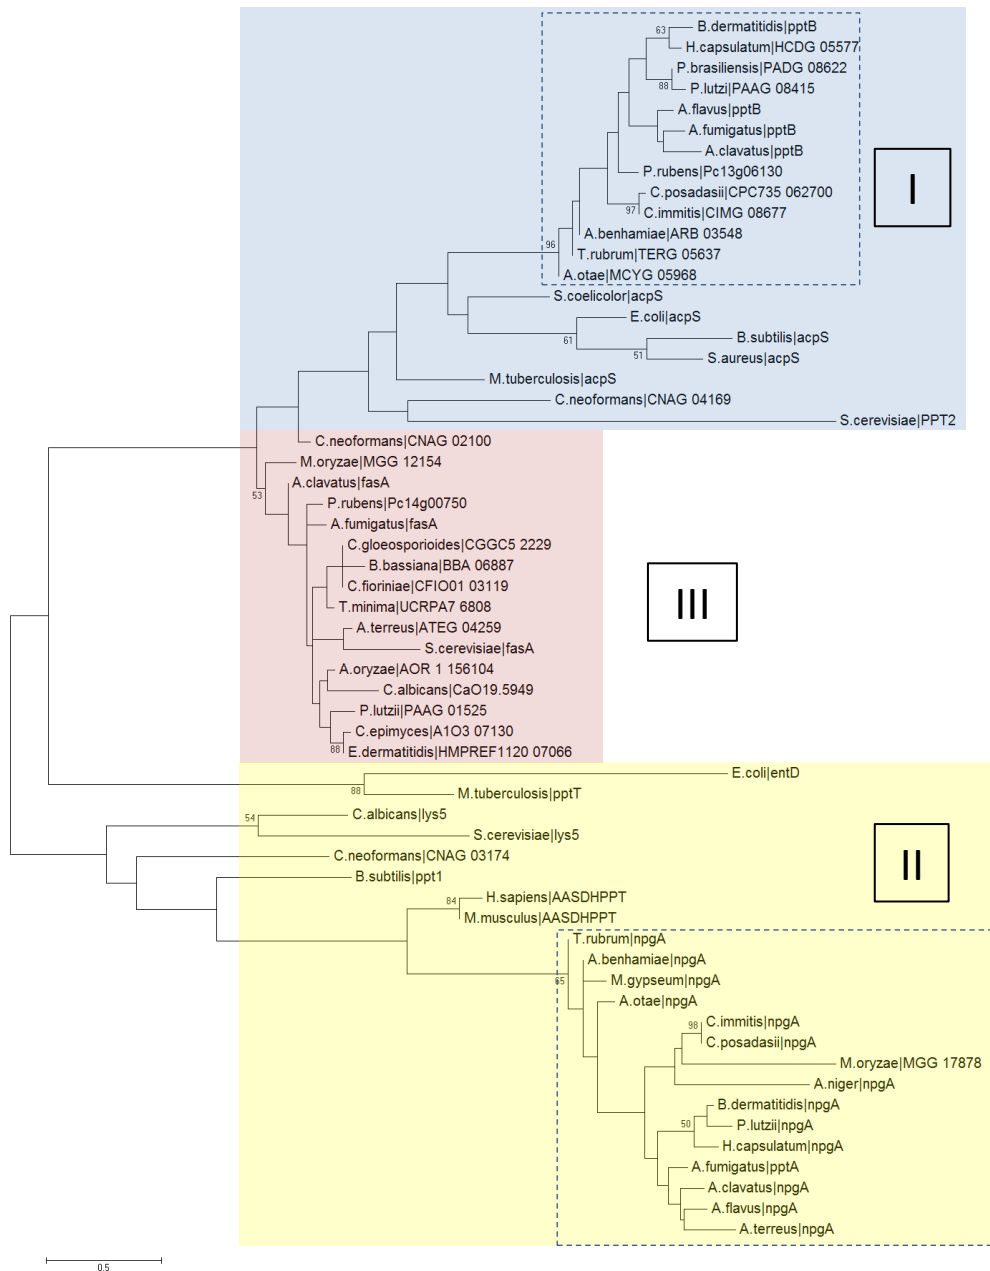 B.dermatitidis|pptB
63
H.capsulatum|HCDG 05577
P.brasiliensis|PADG 08622
88
P.lutzi|PAAG 08415
A.flavus|pptB
A.fumigatus|pptB
A.clavatus|pptB
P.rubens|Pc13g06130
I
C.posadasii|CPC735 062700
97
C.immitis|CIMG 08677
A.benhamiae|ARB 03548
96
T.rubrum|TERG 05637
A.otae|MCYG 05968
S.coelicolor|acpS
E.coli|acpS
61
B.subtilis|acpS
51
S.aureus|acpS
M.tuberculosis|acpS
C.neoformans|CNAG 04169
S.cerevisiae|PPT2
C.neoformans|CNAG 02100
M.oryzae|MGG 12154
53
A.clavatus|fasA
P.rubens|Pc14g00750
A.fumigatus|fasA
C.gloeosporioides|CGGC5 2229
B.bassiana|BBA 06887
C.fioriniae|CFIO01 03119
III
T.minima|UCRPA7 6808
A.terreus|ATEG 04259
S.cerevisiae|fasA
A.oryzae|AOR 1 156104
C.albicans|CaO19.5949
P.lutzii|PAAG 01525
C.epimyces|A1O3 07130
88
E.dermatitidis|HMPREF1120 07066
E.coli|entD
88
M.tuberculosis|pptT
54
C.albicans|lys5
S.cerevisiae|lys5
C.neoformans|CNAG 03174
II
B.subtilis|ppt1
84
H.sapiens|AASDHPPT
M.musculus|AASDHPPT
T.rubrum|npgA
A.benhamiae|npgA
65
M.gypseum|npgA
A.otae|npgA
98
C.immitis|npgA
C.posadasii|npgA
M.oryzae|MGG 17878
A.niger|npgA
B.dermatitidis|npgA
50
P.lutzii|npgA
H.capsulatum|npgA
A.fumigatus|pptA
A.clavatus|npgA
A.flavus|npgA
A.terreus|npgA
0.5